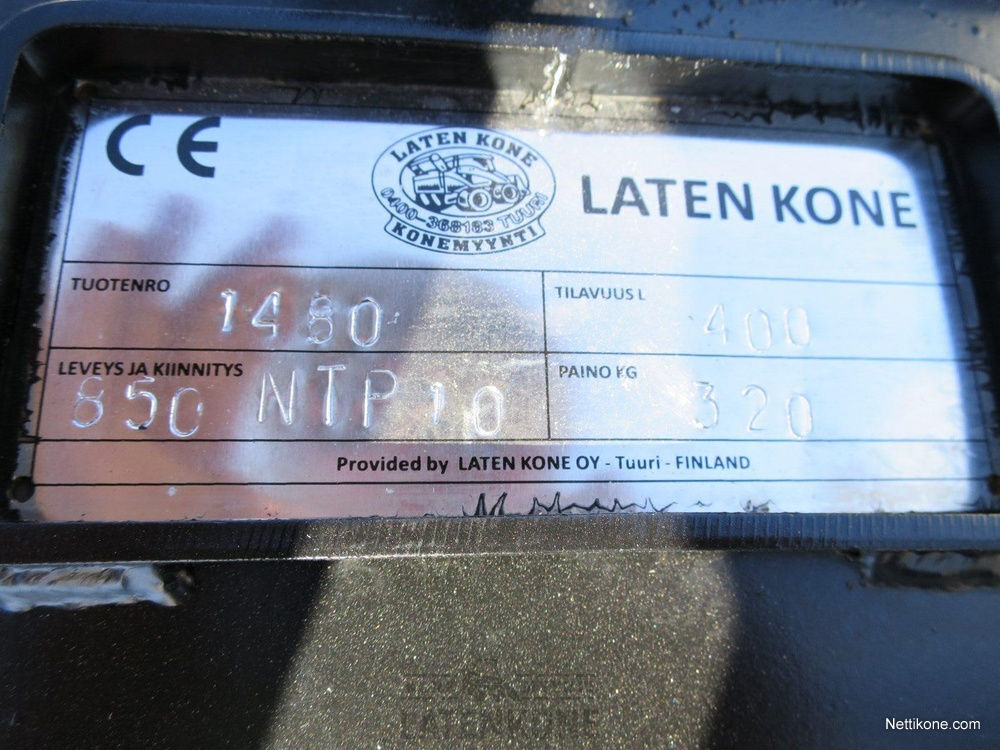 CE
LATEN KONE
0400-368183 TUURI
KONEMYYNTI
LATEN KONE
TUOTENRO
1480
TILAVUUS L
400
LEVEYS JA KIINNITYS
850 NTP10
PAINO KG
320
Provided by LATEN KONE OY - Tuuri - FINLAND
LATENKONE
Nettikone.com